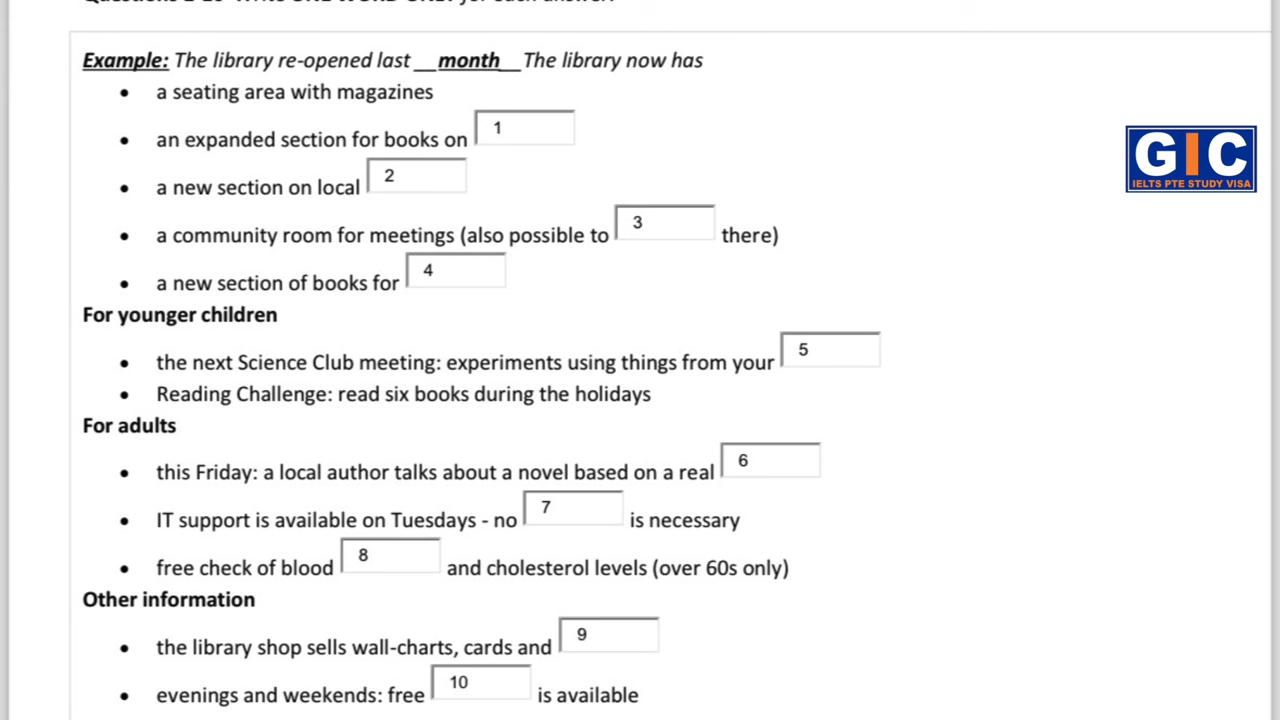 Example: The library re-opened last __month__ The library now has
• a seating area with magazines
• an expanded section for books on 1
• a new section on local 2
• a community room for meetings (also possible to 3 there)
• a new section of books for 4
For younger children
• the next Science Club meeting: experiments using things from your 5
• Reading Challenge: read six books during the holidays
For adults
• this Friday: a local author talks about a novel based on a real 6
• IT support is available on Tuesdays - no 7 is necessary
• free check of blood 8 and cholesterol levels (over 60s only)
Other information
• the library shop sells wall-charts, cards and 9
• evenings and weekends: free 10 is available
GIC
IELTS PTE STUDY VISA